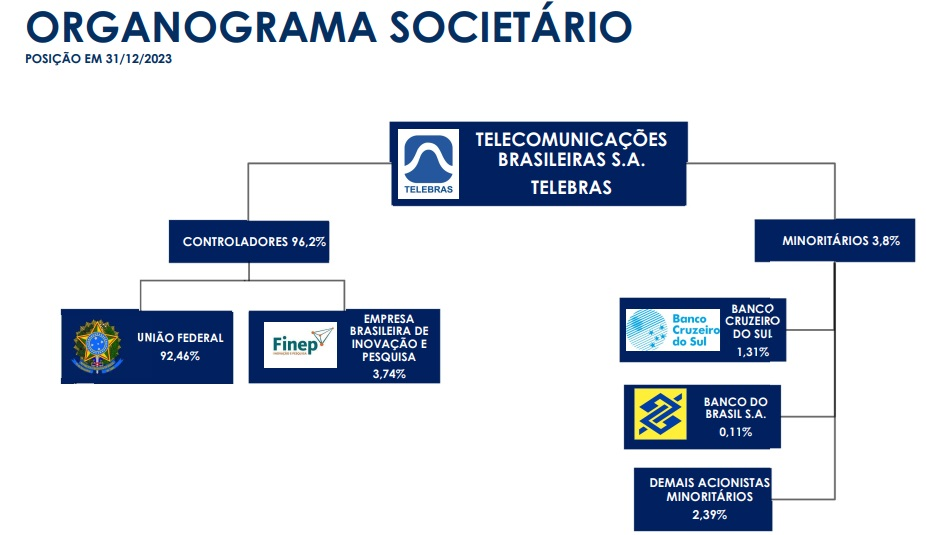 ORGANOGRAMA SOCIETÁRIO
POSIÇÃO EM 31/12/2023
TELEBRAS
TELECOMUNICAÇÕES
BRASILEIRAS S.A.
TELEBRAS
CONTROLADORES 96,2%
MINORITÁRIOS 3,8%
UNIÃO FEDERAL
92,46%
Finep
EMPRESA
BRASILEIRA DE
INOVAÇÃO E
PESQUISA
3,74%
Banco
Cruzeiro
do Sul
BANCO
CRUZEIRO
DO SUL
1,31%
BANCO DO
BRASIL S.A.
0,11%
DEMAIS ACIONISTAS
MINORITÁRIOS
2,39%